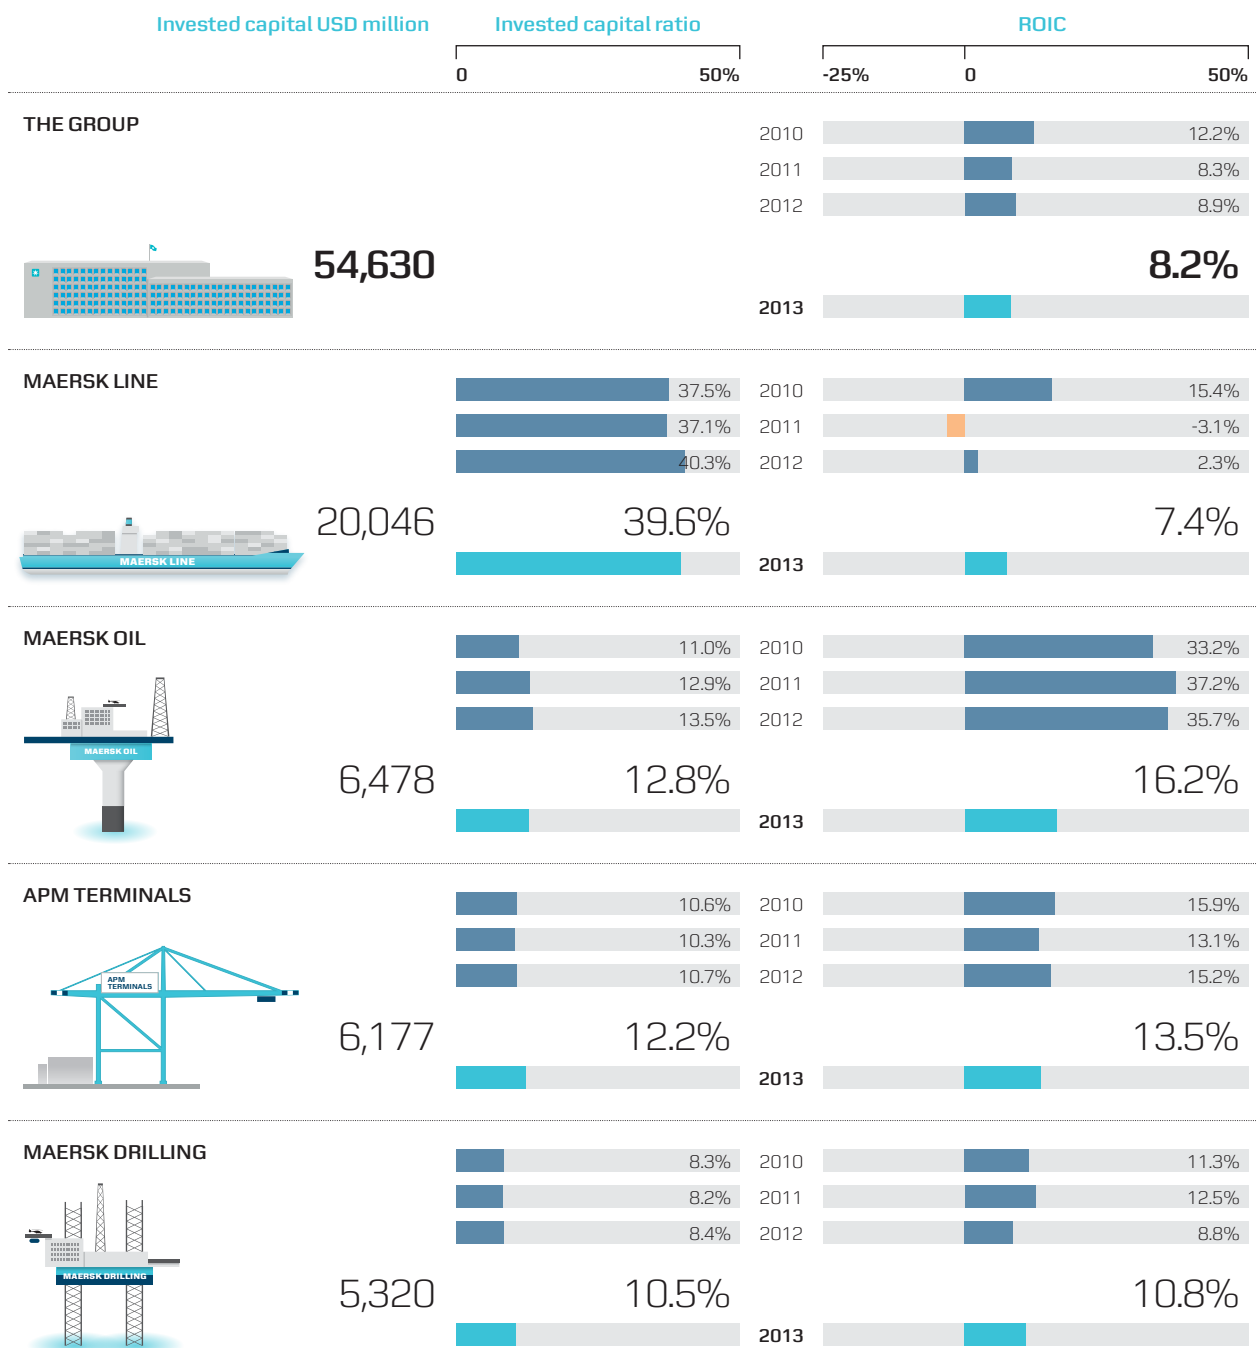 Invested capital USD million Invested capital ratio ROIC
0 50% -25% 0 50%
THE GROUP
2010 12.2%
2011 8.3%
2012 8.9%
54,630 8.2%
2013
MAERSK LINE
37.5% 2010 15.4%
37.1% 2011 -3.1%
40.3% 2012 2.3%
20,046 39.6% 7.4%
MAERSK LINE
2013
MAERSK OIL
11.0% 2010 33.2%
12.9% 2011 37.2%
13.5% 2012 35.7%
MAERSK OIL
6,478 12.8% 16.2%
2013
APM TERMINALS
10.6% 2010 15.9%
10.3% 2011 13.1%
10.7% 2012 15.2%
APM
TERMINALS
6,177 12.2% 13.5%
2013
MAERSK DRILLING
8.3% 2010 11.3%
8.2% 2011 12.5%
8.4% 2012 8.8%
MAERSK DRILLING
5,320 10.5% 10.8%
2013